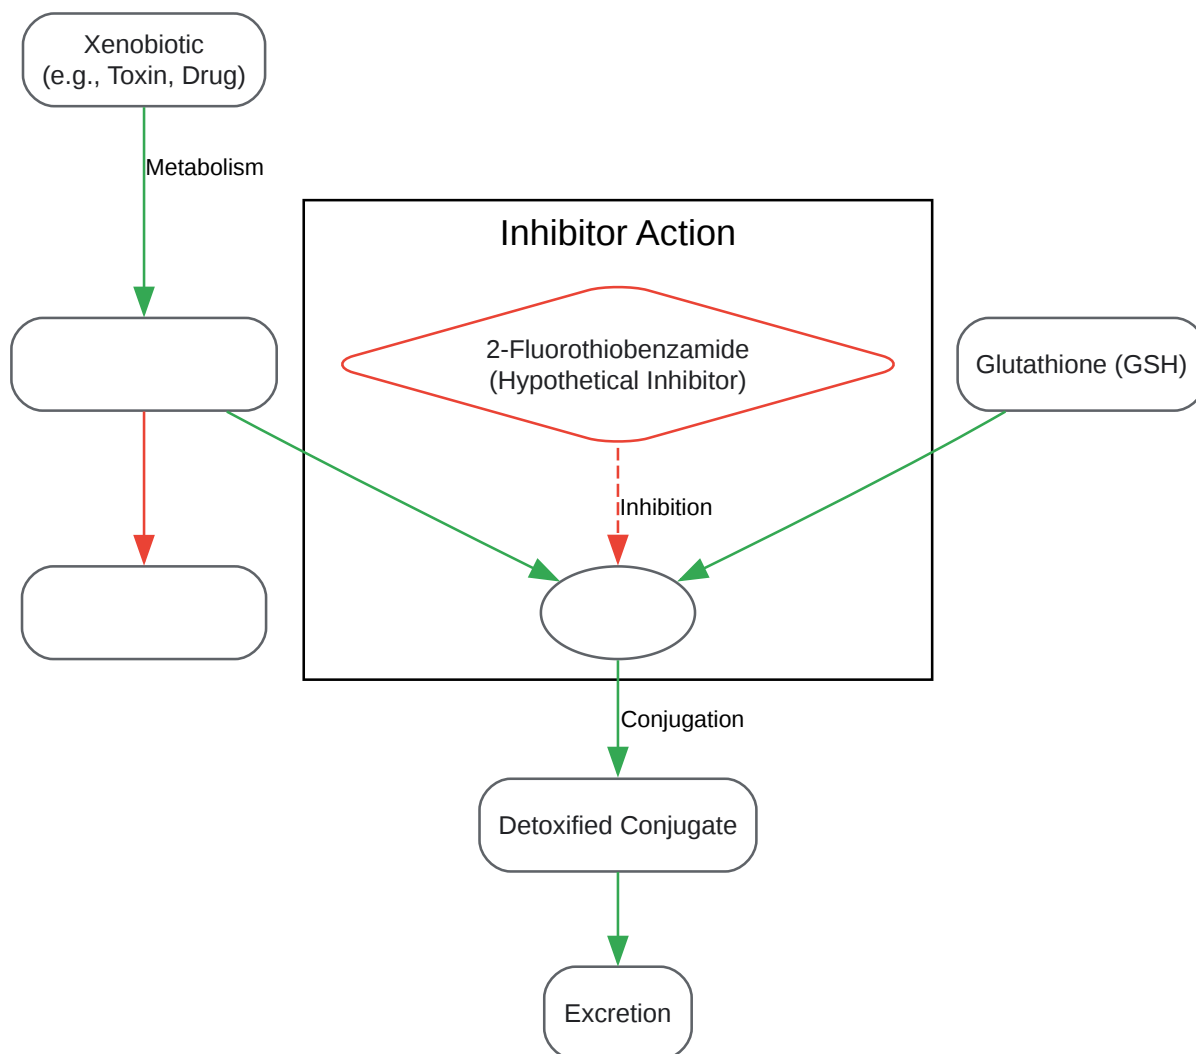 Xenobiotic
(e.g., Toxin, Drug)
Metabolism
Inhibitor Action
2-Fluorothiobenzamide
(Hypothetical Inhibitor)
Glutathione (GSH)
Inhibition
Conjugation
Detoxified Conjugate
Excretion